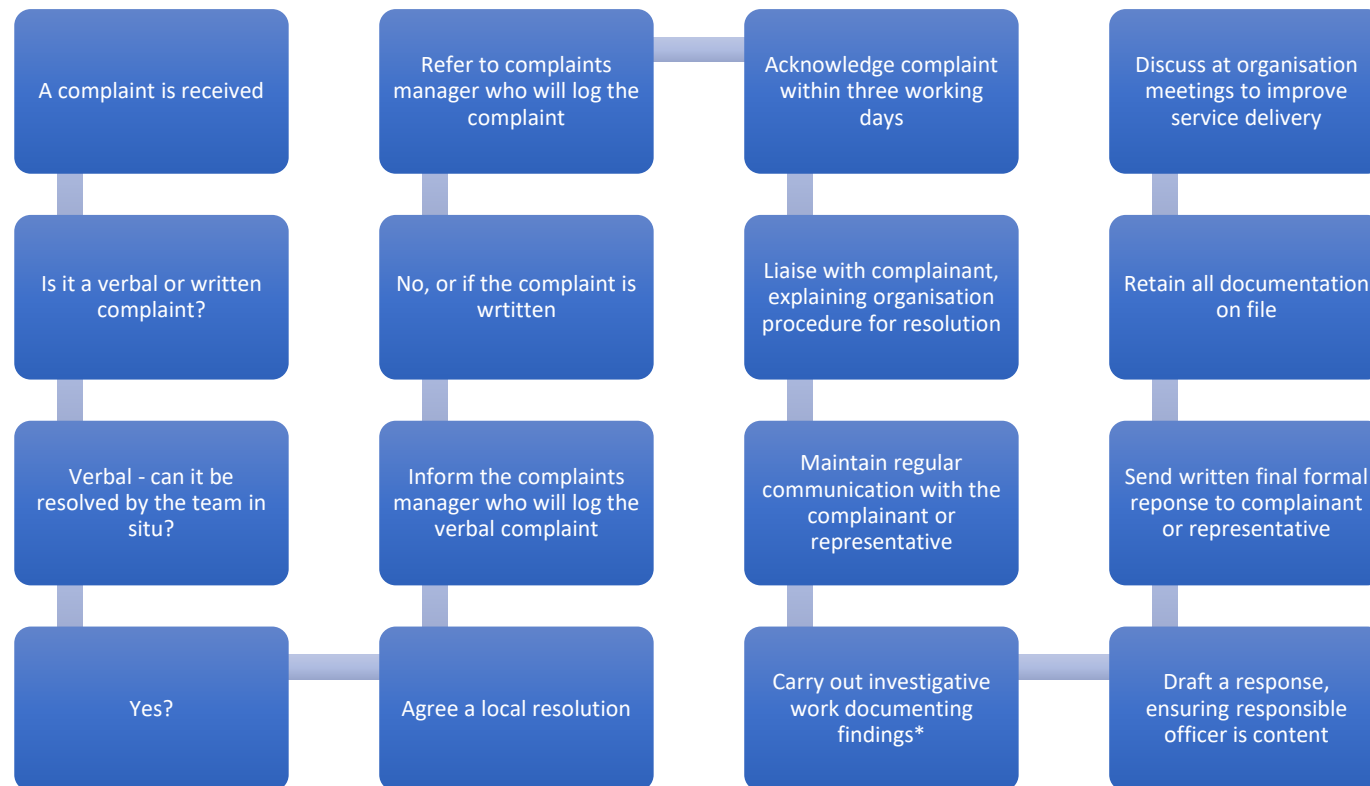 A complaint is received
Is it a verbal or written
complaint?
Verbal - can it be
resolved by the team in
situ?
Yes?
Agree a local resolution
Inform the complaints
manager who will log the
verbal complaint
No, or if the complaint is
wrtitten
Refer to complaints
manager who will log the
complaint
Acknowledge complaint
within three working
days
Liaise with complainant,
explaining organisation
procedure for resolution
Maintain regular
communication with the
complainant or
representative
Carry out investigative
work documenting
findings*
Draft a response,
ensuring responsible
officer is content
Send written final formal
reponse to complainant
or representative
Retain all documentation
on file
Discuss at organisation
meetings to improve
service delivery